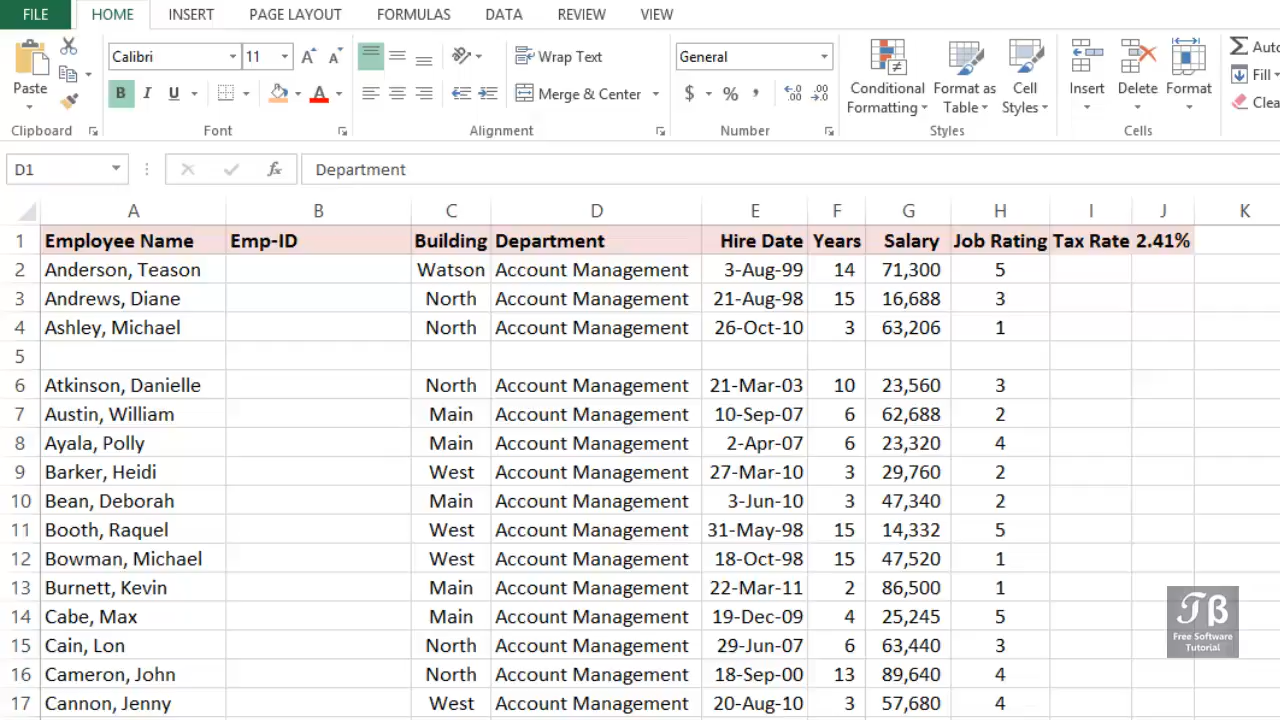 FILE HOME INSERT PAGE LAYOUT FORMULAS DATA REVIEW VIEW
Calibri 11 A A Wrap Text General Auto
Paste B I U A Merge & Center $ % , .00 .0 Conditional Formatting Format as Table Cell Styles Insert Delete Format Fill Clea
Clipboard Font Alignment Number Styles Cells
D1 fx Department
A B C D E F G H I J K
1 Employee Name Emp-ID Building Department Hire Date Years Salary Job Rating Tax Rate 2.41%
2 Anderson, Teason Watson Account Management 3-Aug-99 14 71,300 5
3 Andrews, Diane North Account Management 21-Aug-98 15 16,688 3
4 Ashley, Michael North Account Management 26-Oct-10 3 63,206 1
5
6 Atkinson, Danielle North Account Management 21-Mar-03 10 23,560 3
7 Austin, William Main Account Management 10-Sep-07 6 62,688 2
8 Ayala, Polly Main Account Management 2-Apr-07 6 23,320 4
9 Barker, Heidi West Account Management 27-Mar-10 3 29,760 2
10 Bean, Deborah Main Account Management 3-Jun-10 3 47,340 2
11 Booth, Raquel West Account Management 31-May-98 15 14,332 5
12 Bowman, Michael West Account Management 18-Oct-98 15 47,520 1
13 Burnett, Kevin Main Account Management 22-Mar-11 2 86,500 1
14 Cabe, Max Main Account Management 19-Dec-09 4 25,245 5
15 Cain, Lon North Account Management 29-Jun-07 6 63,440 3
16 Cameron, John North Account Management 18-Sep-00 13 89,640 4
17 Cannon, Jenny West Account Management 20-Aug-10 3 57,680 4
Free Software
Tutorial